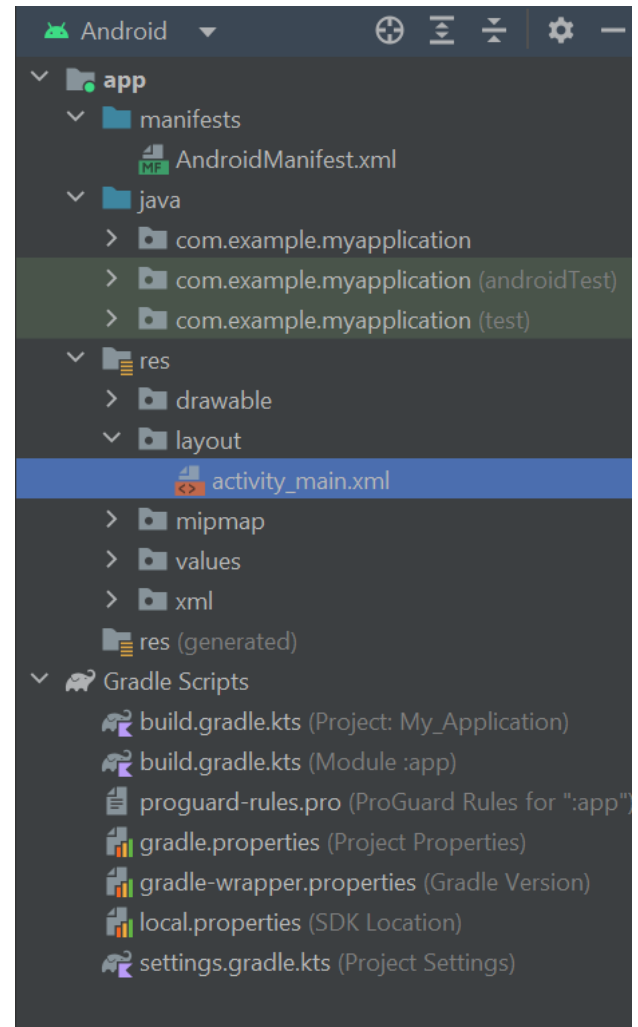 Android
app
manifests
MF AndroidManifest.xml
java
com.example.myapplication
com.example.myapplication (androidTest)
com.example.myapplication (test)
res
drawable
layout
<> activity_main.xml
mipmap
values
xml
res (generated)
Gradle Scripts
build.gradle.kts (Project: My_Application)
build.gradle.kts (Module :app)
proguard-rules.pro (ProGuard Rules for ":app")
gradle.properties (Project Properties)
gradle-wrapper.properties (Gradle Version)
local.properties (SDK Location)
settings.gradle.kts (Project Settings)